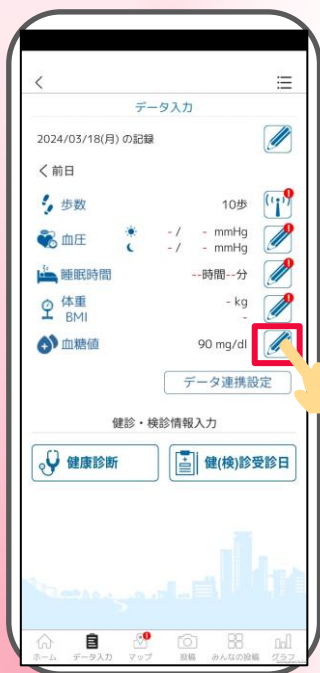 データ入力
2024/03/18(月) の記録
く前日
歩数 10歩
血圧 - / - mmHg
- / - mmHg
睡眠時間 --時間--分
体重 - kg
BMI -
血糖値 90 mg/dl
データ連携設定
健診・検診情報入力
健康診断 健(検)診受診日
ホーム データ入力 マップ 投稿 みんなの投稿 グラフ